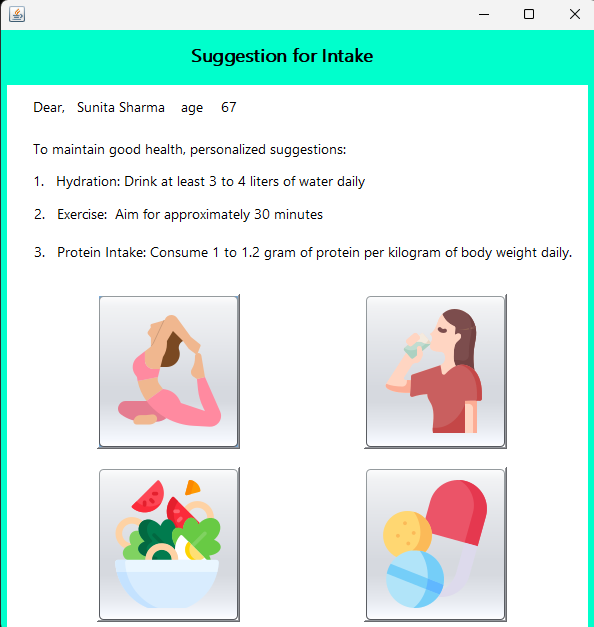 Suggestion for Intake
Dear, Sunita Sharma age 67
To maintain good health, personalized suggestions:
1. Hydration: Drink at least 3 to 4 liters of water daily
2. Exercise: Aim for approximately 30 minutes
3. Protein Intake: Consume 1 to 1.2 gram of protein per kilogram of body weight daily.